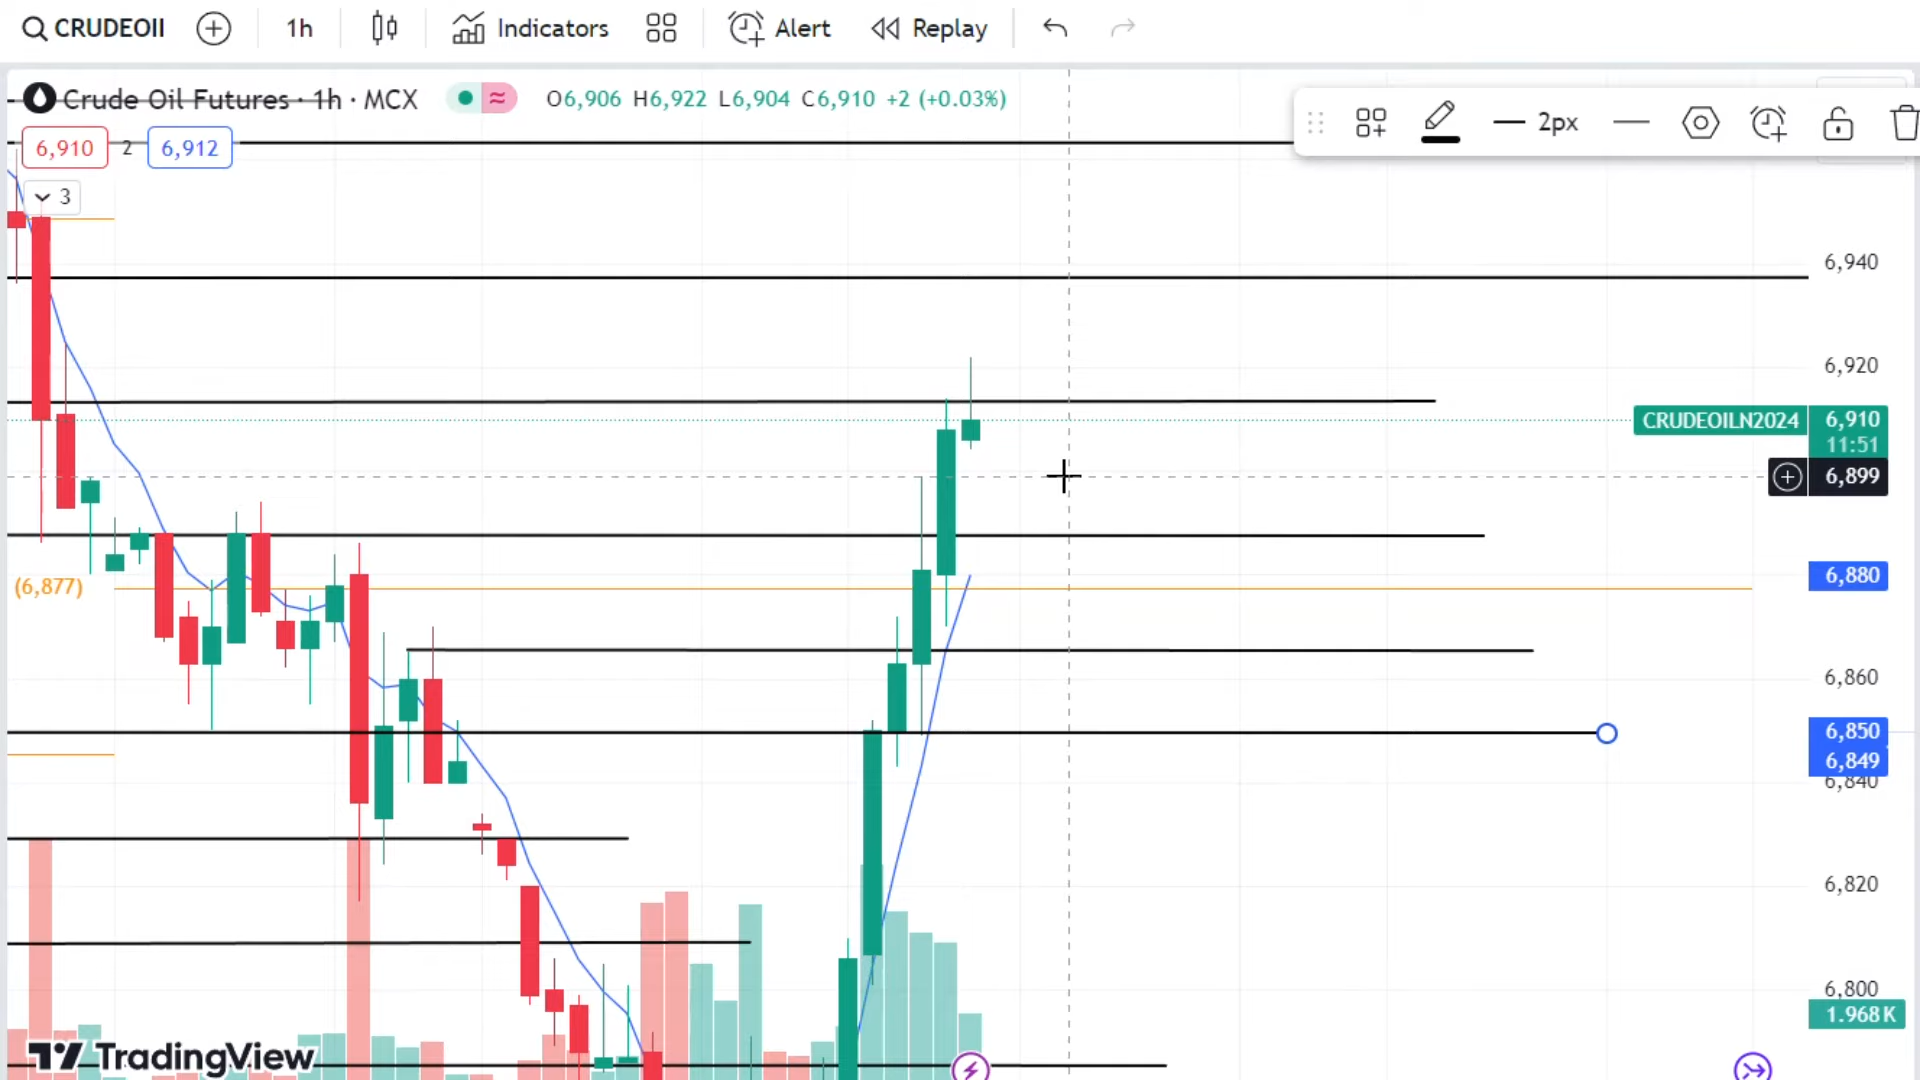 CRUDEOII 1h Indicators Alert Replay
Crude Oil Futures · 1h · MCX O6,906 H6,922 L6,904 C6,910 +2 (+0.03%)
2px
6,910 2 6,912
3
6,940
6,920
CRUDEOILN2024 6,910
11:51
6,899
6,880
(6,877)
6,860
6,850
6,849
6,840
6,820
6,800
1.968K
TradingView